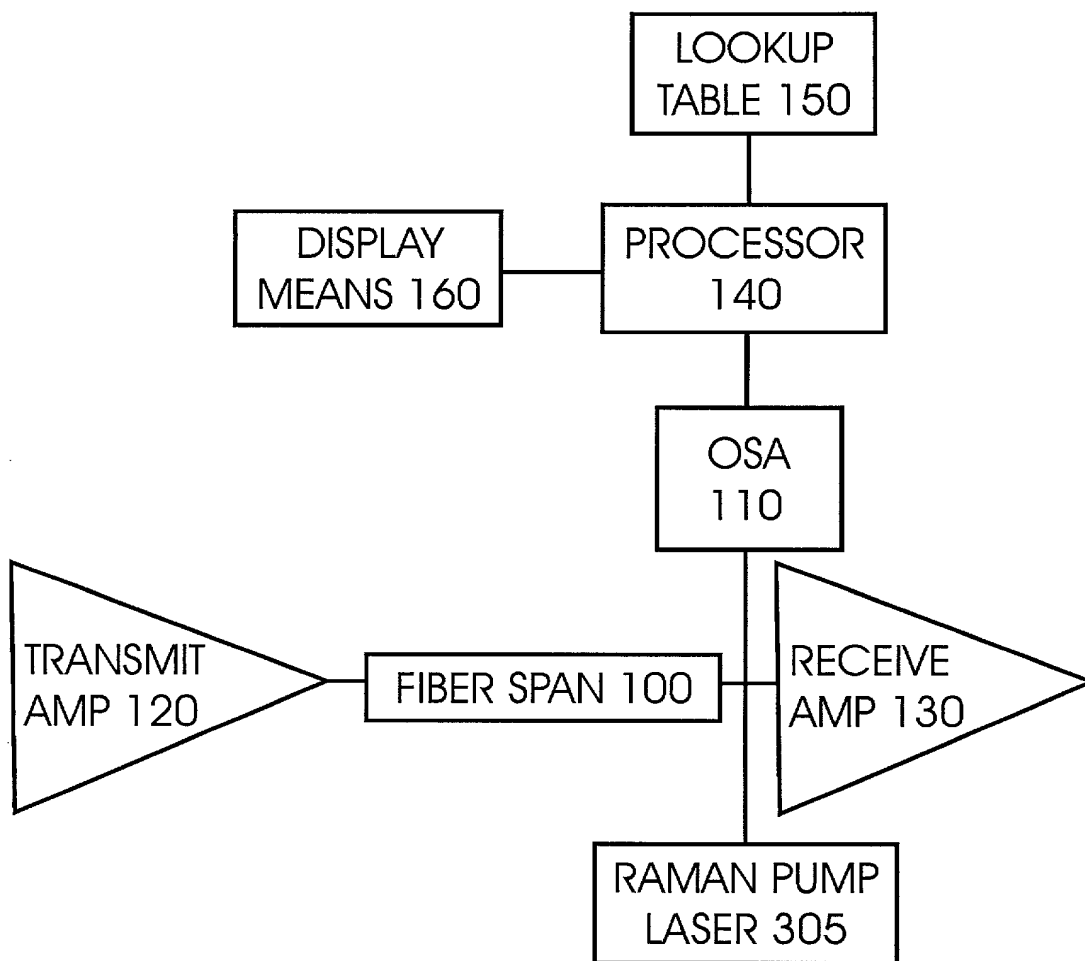 LOOKUP
TABLE 150
DISPLAY
MEANS 160
PROCESSOR
140
OSA
110
TRANSMIT
AMP 120
FIBER SPAN 100
RECEIVE
AMP 130
RAMAN PUMP
LASER 305